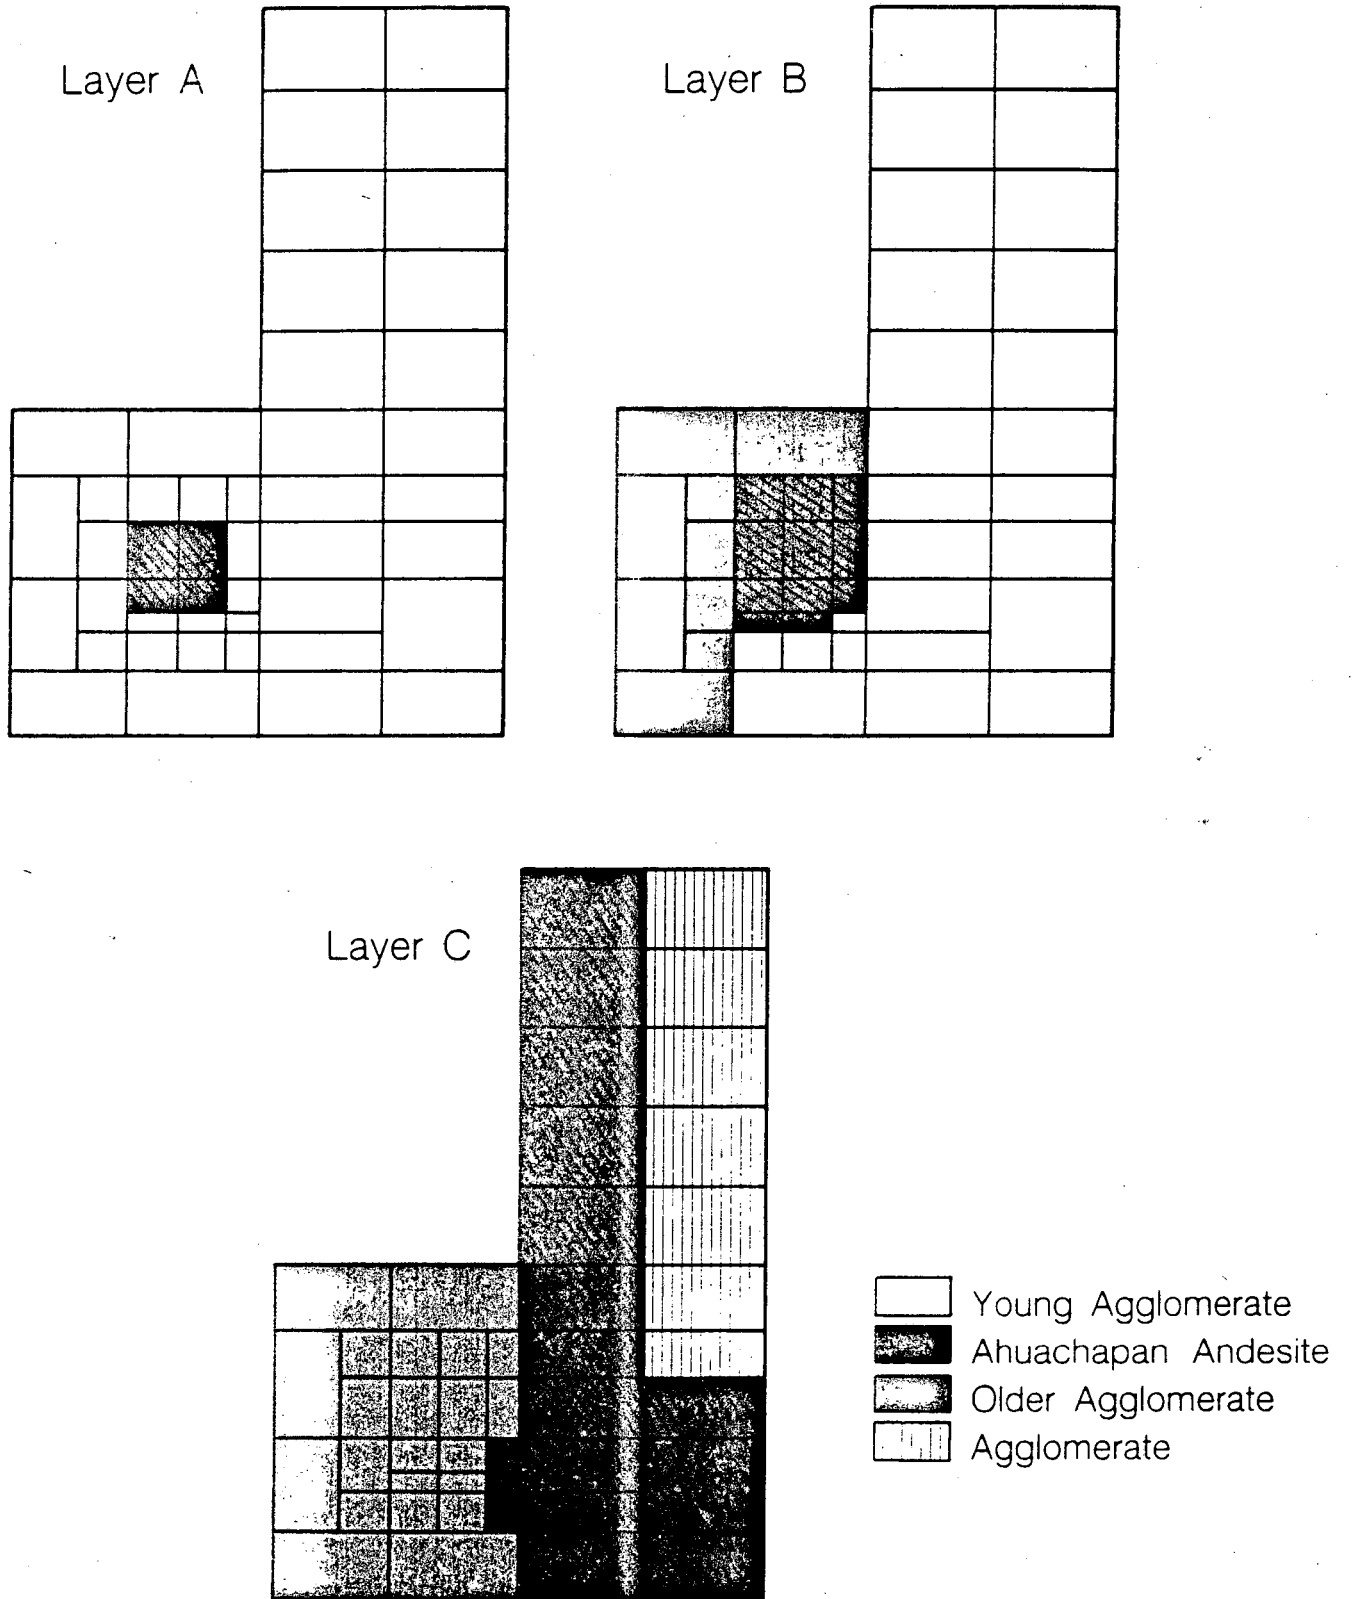 Layer A
Layer B
Layer C
Young Agglomerate
Ahuachapan Andesite
Older Agglomerate
Agglomerate